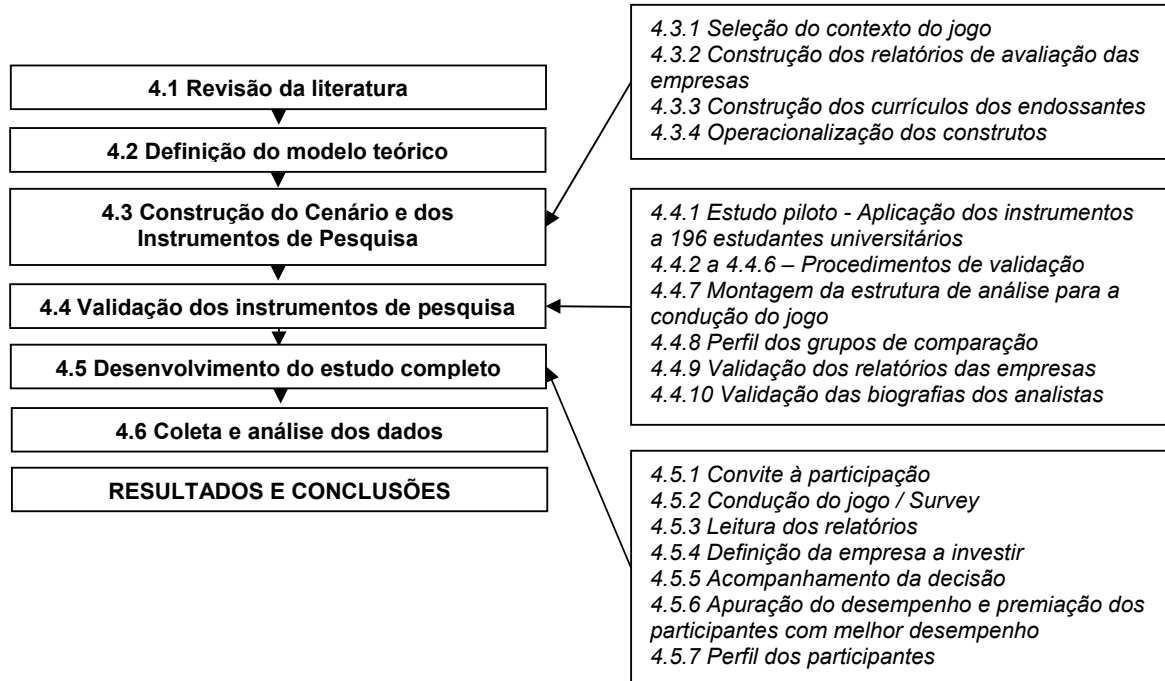 4.1 Revisão da literatura
4.2 Definição do modelo teórico
4.3 Construção do Cenário e dos
Instrumentos de Pesquisa
4.4 Validação dos instrumentos de pesquisa
4.5 Desenvolvimento do estudo completo
4.6 Coleta e análise dos dados
RESULTADOS E CONCLUSÕES
4.3.1 Seleção do contexto do jogo
4.3.2 Construção dos relatórios de avaliação das
empresas
4.3.3 Construção dos currículos dos endossantes
4.3.4 Operacionalização dos construtos
4.4.1 Estudo piloto - Aplicação dos instrumentos
a 196 estudantes universitários
4.4.2 a 4.4.6 – Procedimentos de validação
4.4.7 Montagem da estrutura de análise para a
condução do jogo
4.4.8 Perfil dos grupos de comparação
4.4.9 Validação dos relatórios das empresas
4.4.10 Validação das biografias dos analistas
4.5.1 Convite à participação
4.5.2 Condução do jogo / Survey
4.5.3 Leitura dos relatórios
4.5.4 Definição da empresa a investir
4.5.5 Acompanhamento da decisão
4.5.6 Apuração do desempenho e premiação dos
participantes com melhor desempenho
4.5.7 Perfil dos participantes